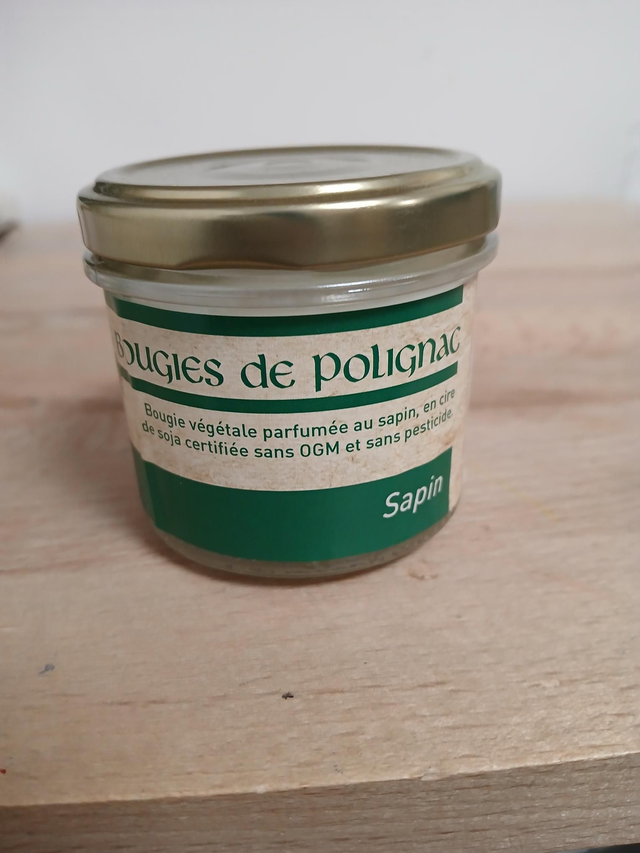 BOUGIES DE POLIGNAC
Bougie végétale parfumée au sapin, en cire
de soja certifiée sans OGM et sans pesticide.
Sapin